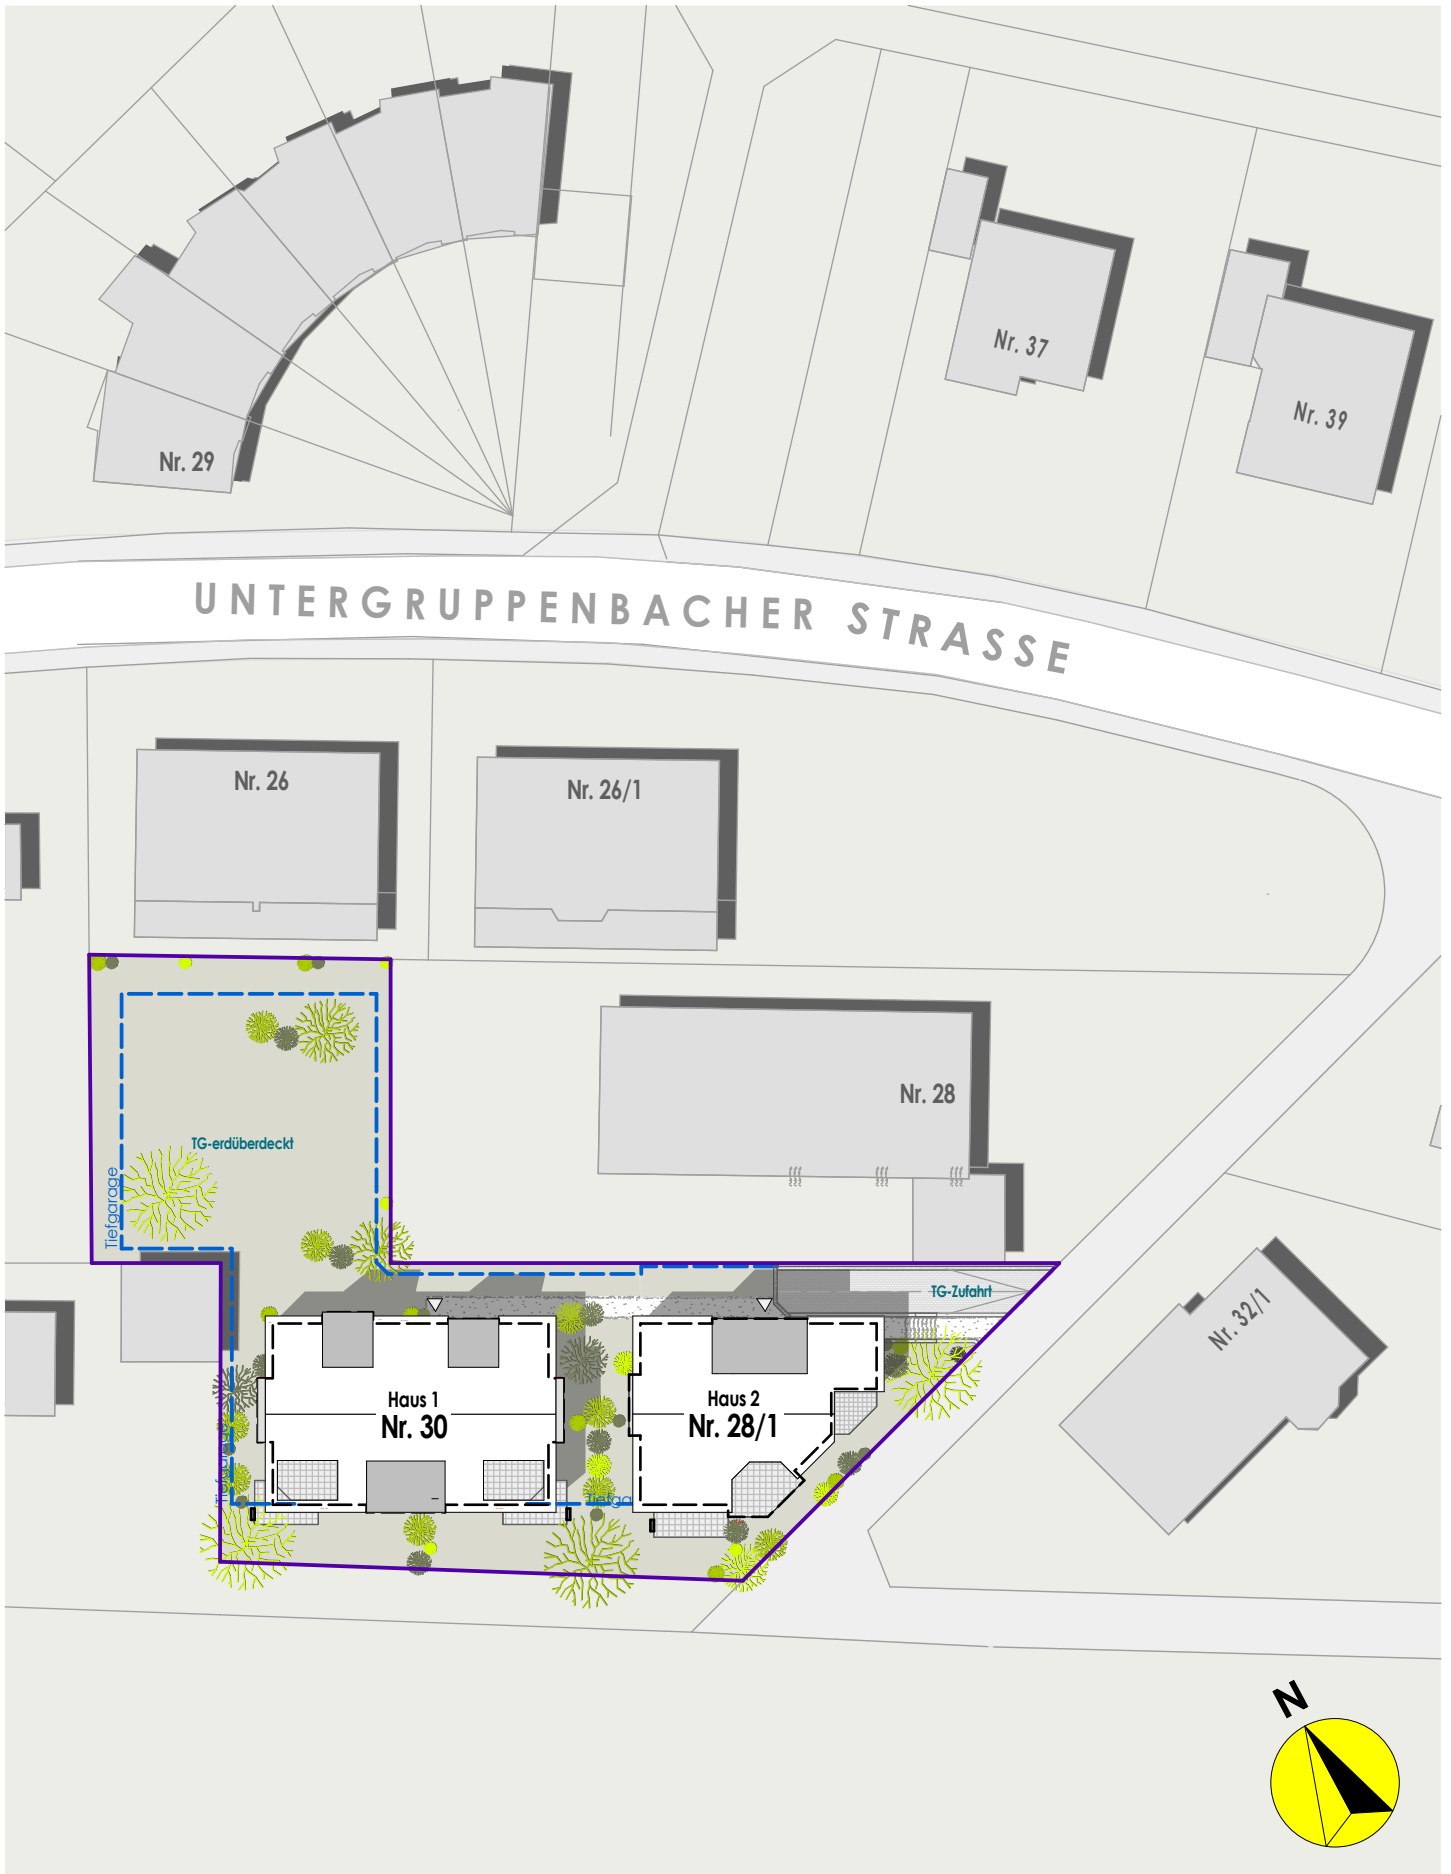 Nr. 37
Nr. 39
Nr. 29
UNTERGRUPPENBACHER STRASSE
Nr. 26
Nr. 26/1
Nr. 28
TG-erdüberdeckt
Tiefgarage
TG-Zufahrt
Nr. 32/1
Haus 1
Nr. 30
Haus 2
Nr. 28/1
Tiefga
N